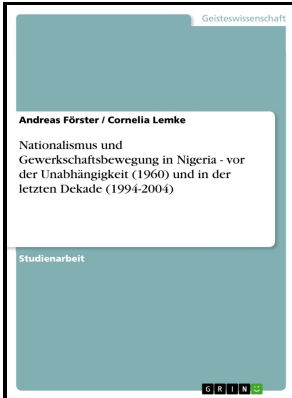 Geisteswissenschaft
Andreas Förster / Cornelia Lemke
Nationalismus und
Gewerkschaftsbewegung in Nigeria - vor
der Unabhängigkeit (1960) und in der
letzten Dekade (1994-2004)
Studienarbeit
GRIN